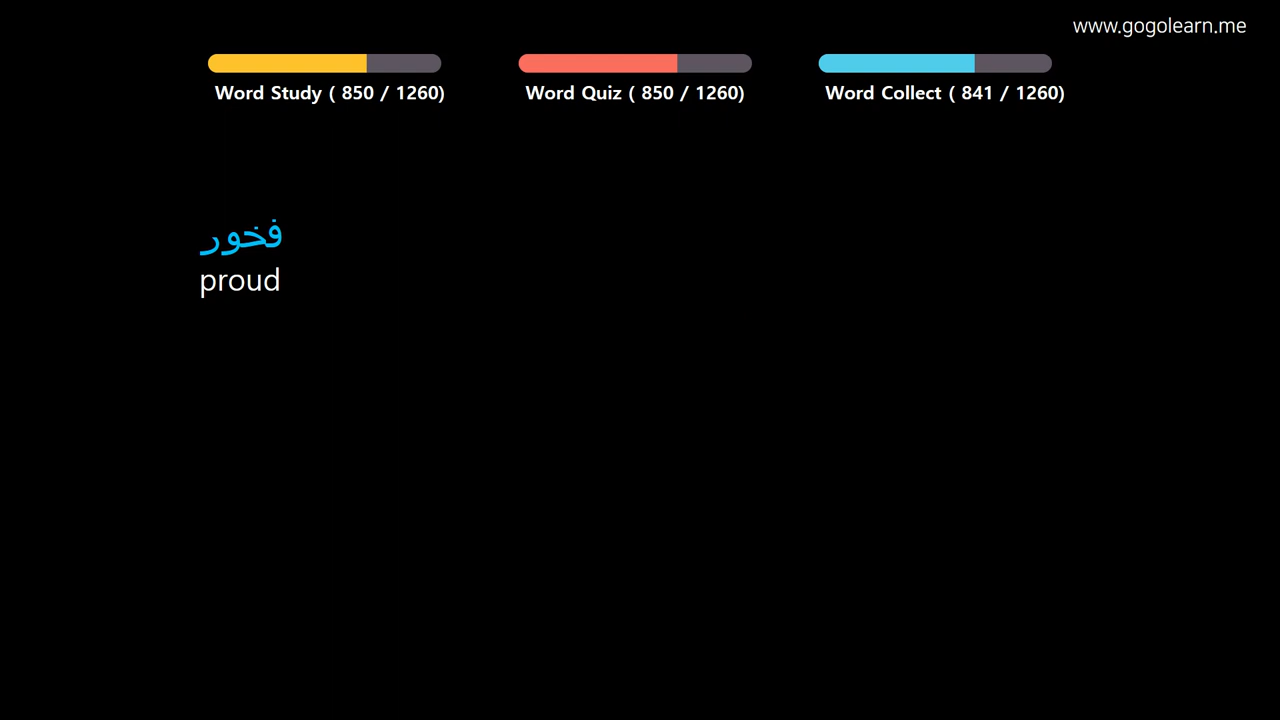 www.gogolearn.me
Word Study ( 850 / 1260)
Word Quiz ( 850 / 1260)
Word Collect ( 841 / 1260)
فخور
proud